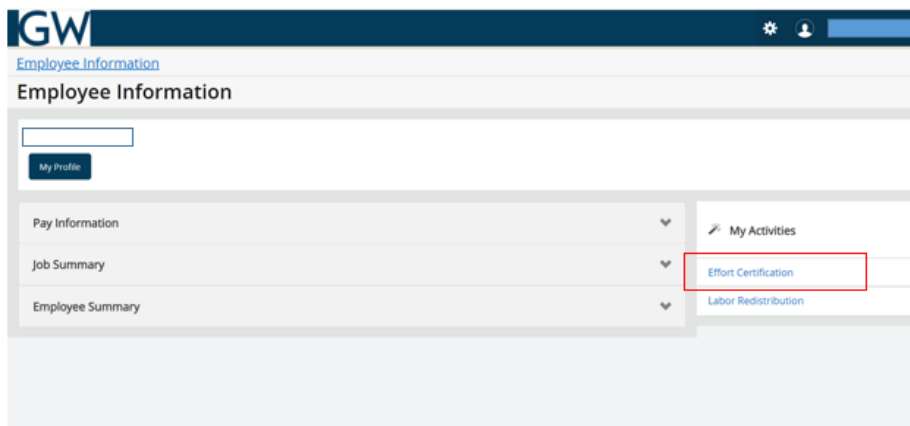 GW
Employee Information
Employee Information
My Profile
Pay Information
Job Summary
Employee Summary
My Activities
Effort Certification
Labor Redistribution